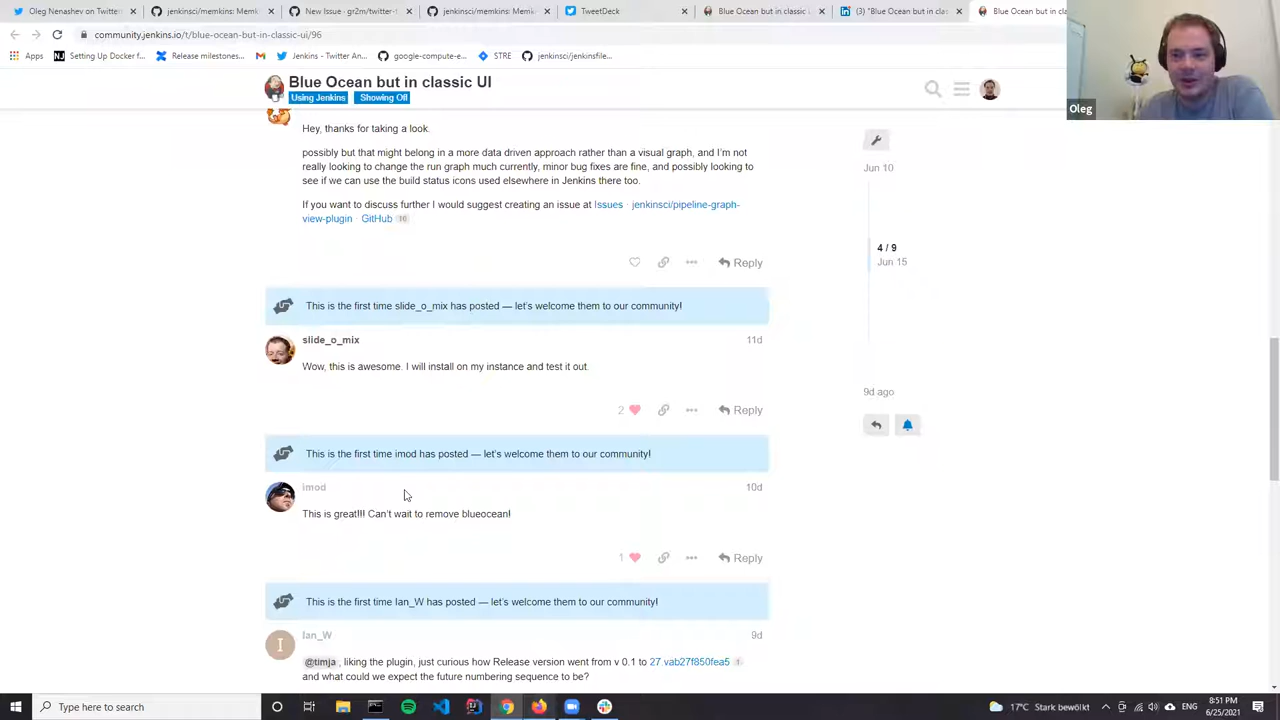 Oleg Nenashev on Twitte
jenkinsci/memkins: Memk
New Issue · gr2m/twitter-t
jenkinsci/memkins: Memk
TweetDeck
Blue Ocean but in classic U
(3) "Blue Ocean but in clas
Blue Ocean but in cl
community.jenkins.io/t/blue-ocean-but-in-classic-ui/96
Apps
Setting Up Docker f...
Release milestones...
Jenkins - Twitter An...
google-compute-e...
STRE
jenkinsci/jenkinsfile...
Blue Ocean but in classic UI
Using Jenkins
Showing Off
Oleg
Hey, thanks for taking a look.
possibly but that might belong in a more data driven approach rather than a visual graph, and I'm not
really looking to change the run graph much currently, minor bug fixes are fine, and possibly looking to
see if we can use the build status icons used elsewhere in Jenkins there too.
If you want to discuss further I would suggest creating an issue at Issues · jenkinsci/pipeline-graph-
view-plugin · GitHub 16
Reply
Jun 10
4 / 9
Jun 15
9d ago
This is the first time slide_o_mix has posted — let's welcome them to our community!
slide_o_mix
11d
Wow, this is awesome. I will install on my instance and test it out.
2
Reply
This is the first time imod has posted — let's welcome them to our community!
imod
10d
This is great!!! Can't wait to remove blueocean!
1
Reply
This is the first time Ian_W has posted — let's welcome them to our community!
I
Ian_W
9d
@timja, liking the plugin, just curious how Release version went from v 0.1 to 27.vab27f850fea5 1
and what could we expect the future numbering sequence to be?
Type here to search
17°C Stark bewölkt
8:51 PM
6/25/2021